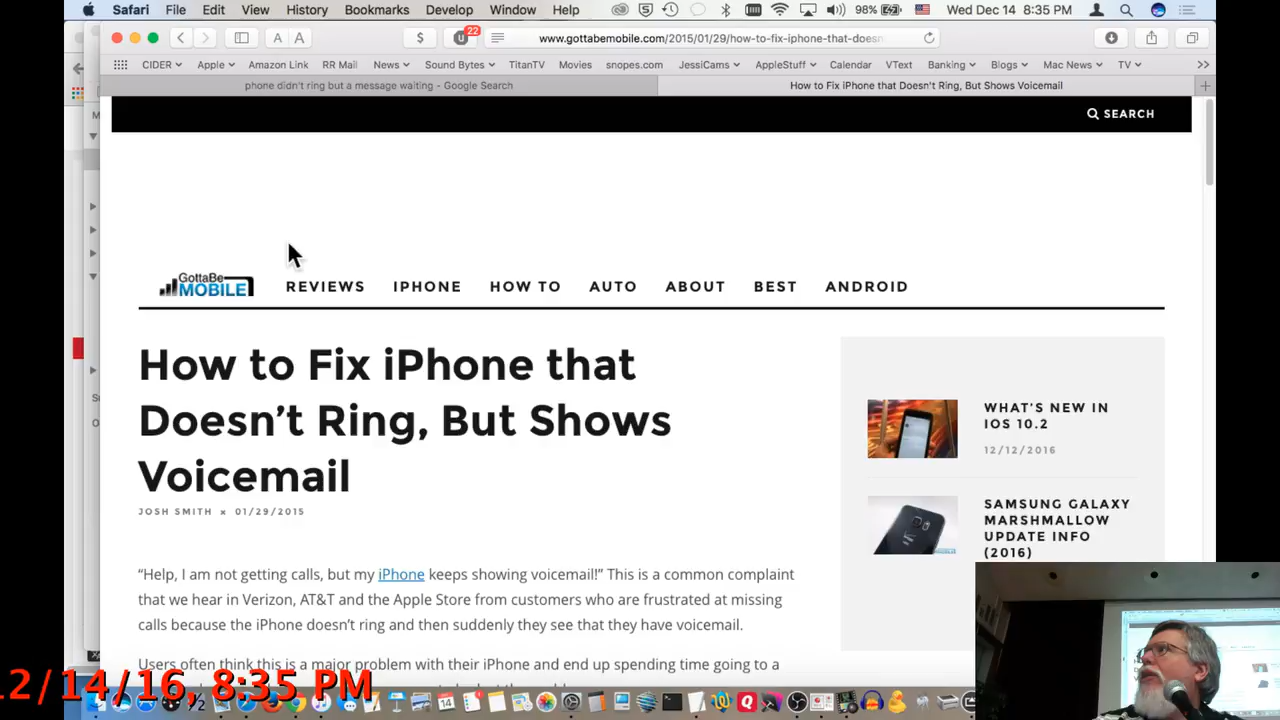 Safari File Edit View History Bookmarks Develop Window Help 98% Wed Dec 14 8:35 PM
A A $ 22 www.gottabemobile.com/2015/01/29/how-to-fix-iphone-that-doesn
CIDER Apple Amazon Link RR Mail News Sound Bytes TitanTV Movies snopes.com JessiCams AppleStuff Calendar VText Banking Blogs Mac News TV
phone didn't ring but a message waiting - Google Search How to Fix iPhone that Doesn't Ring, But Shows Voicemail
SEARCH
GottaBe MOBILE REVIEWS IPHONE HOW TO AUTO ABOUT BEST ANDROID
How to Fix iPhone that
Doesn’t Ring, But Shows
Voicemail
JOSH SMITH × 01/29/2015
WHAT'S NEW IN
IOS 10.2
12/12/2016
SAMSUNG GALAXY
MARSHMALLOW
UPDATE INFO
(2016)
“Help, I am not getting calls, but my iPhone keeps showing voicemail!” This is a common complaint
that we hear in Verizon, AT&T and the Apple Store from customers who are frustrated at missing
calls because the iPhone doesn’t ring and then suddenly they see that they have voicemail.
Users often think this is a major problem with their iPhone and end up spending time going to a
2/14/16, 8:35 PM